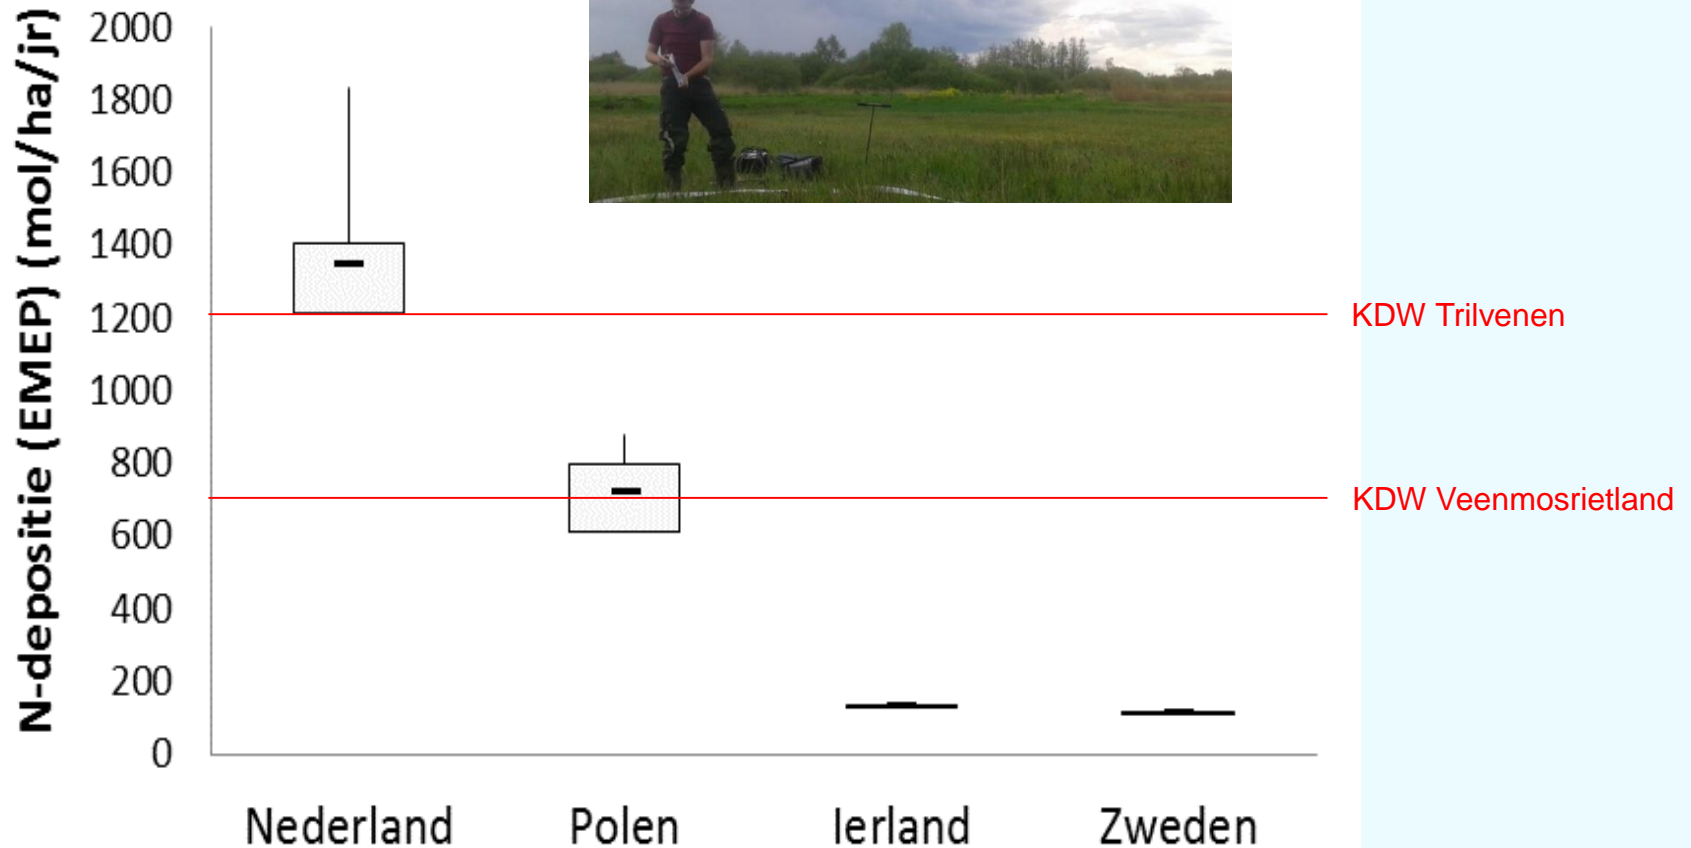 N-depositie (EMEP) (mol/ha/jr)
2000
1800
1600
1400
1200
1000
800
600
400
200
0
KDW Trilvenen
KDW Veenmosrietland
Nederland Polen Ierland Zweden